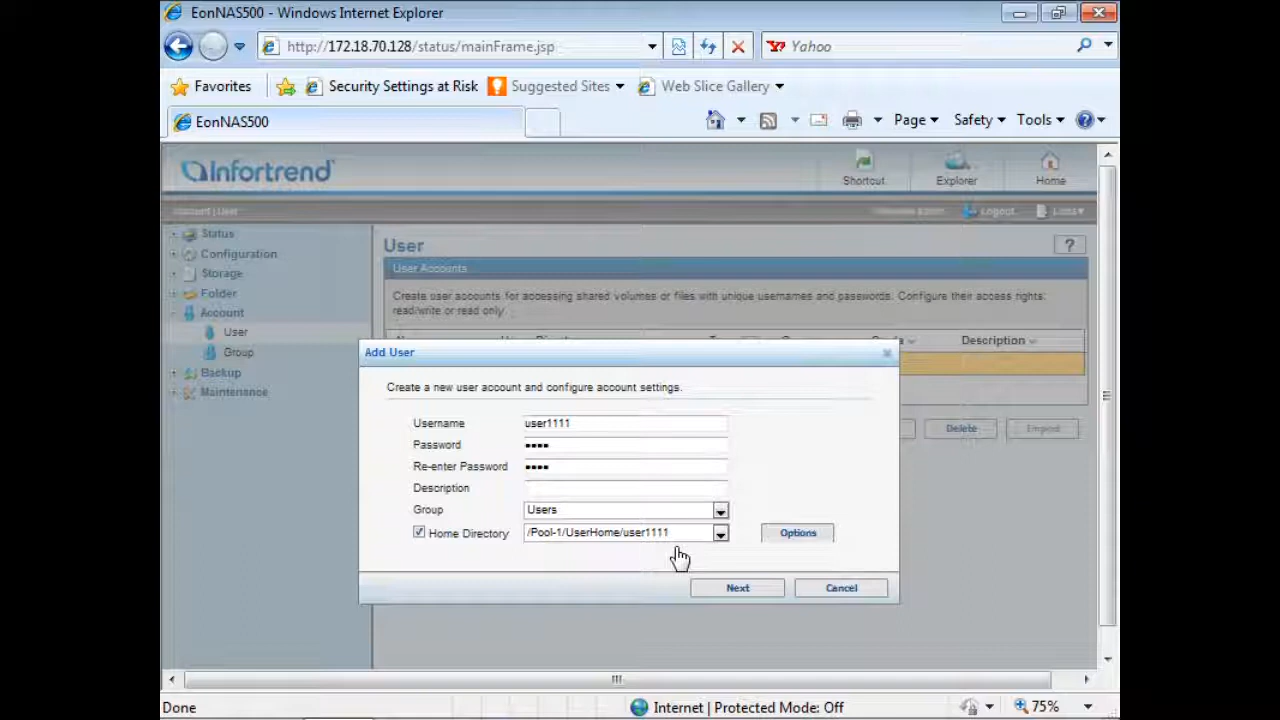 EonNAS500 - Windows Internet Explorer
http://172.18.70.128/status/mainFrame.jsp
Yahoo
Favorites
Security Settings at Risk
Suggested Sites
Web Slice Gallery
EonNAS500
Page
Safety
Tools
Infortrend
Shortcut
Explorer
Home
Account | User
Logout
Status
Configuration
Storage
Folder
Account
User
Group
Backup
Maintenance
User
?
User Accounts
Create user accounts for accessing shared volumes or files with unique usernames and passwords. Configure their access rights:
read/write or read only.
Description
Delete
Import
Add User
Create a new user account and configure account settings.
Username user1111
Password ••••
Re-enter Password ••••
Description
Group Users
Home Directory /Pool-1/UserHome/user1111 Options
Next Cancel
Done
Internet | Protected Mode: Off
75%